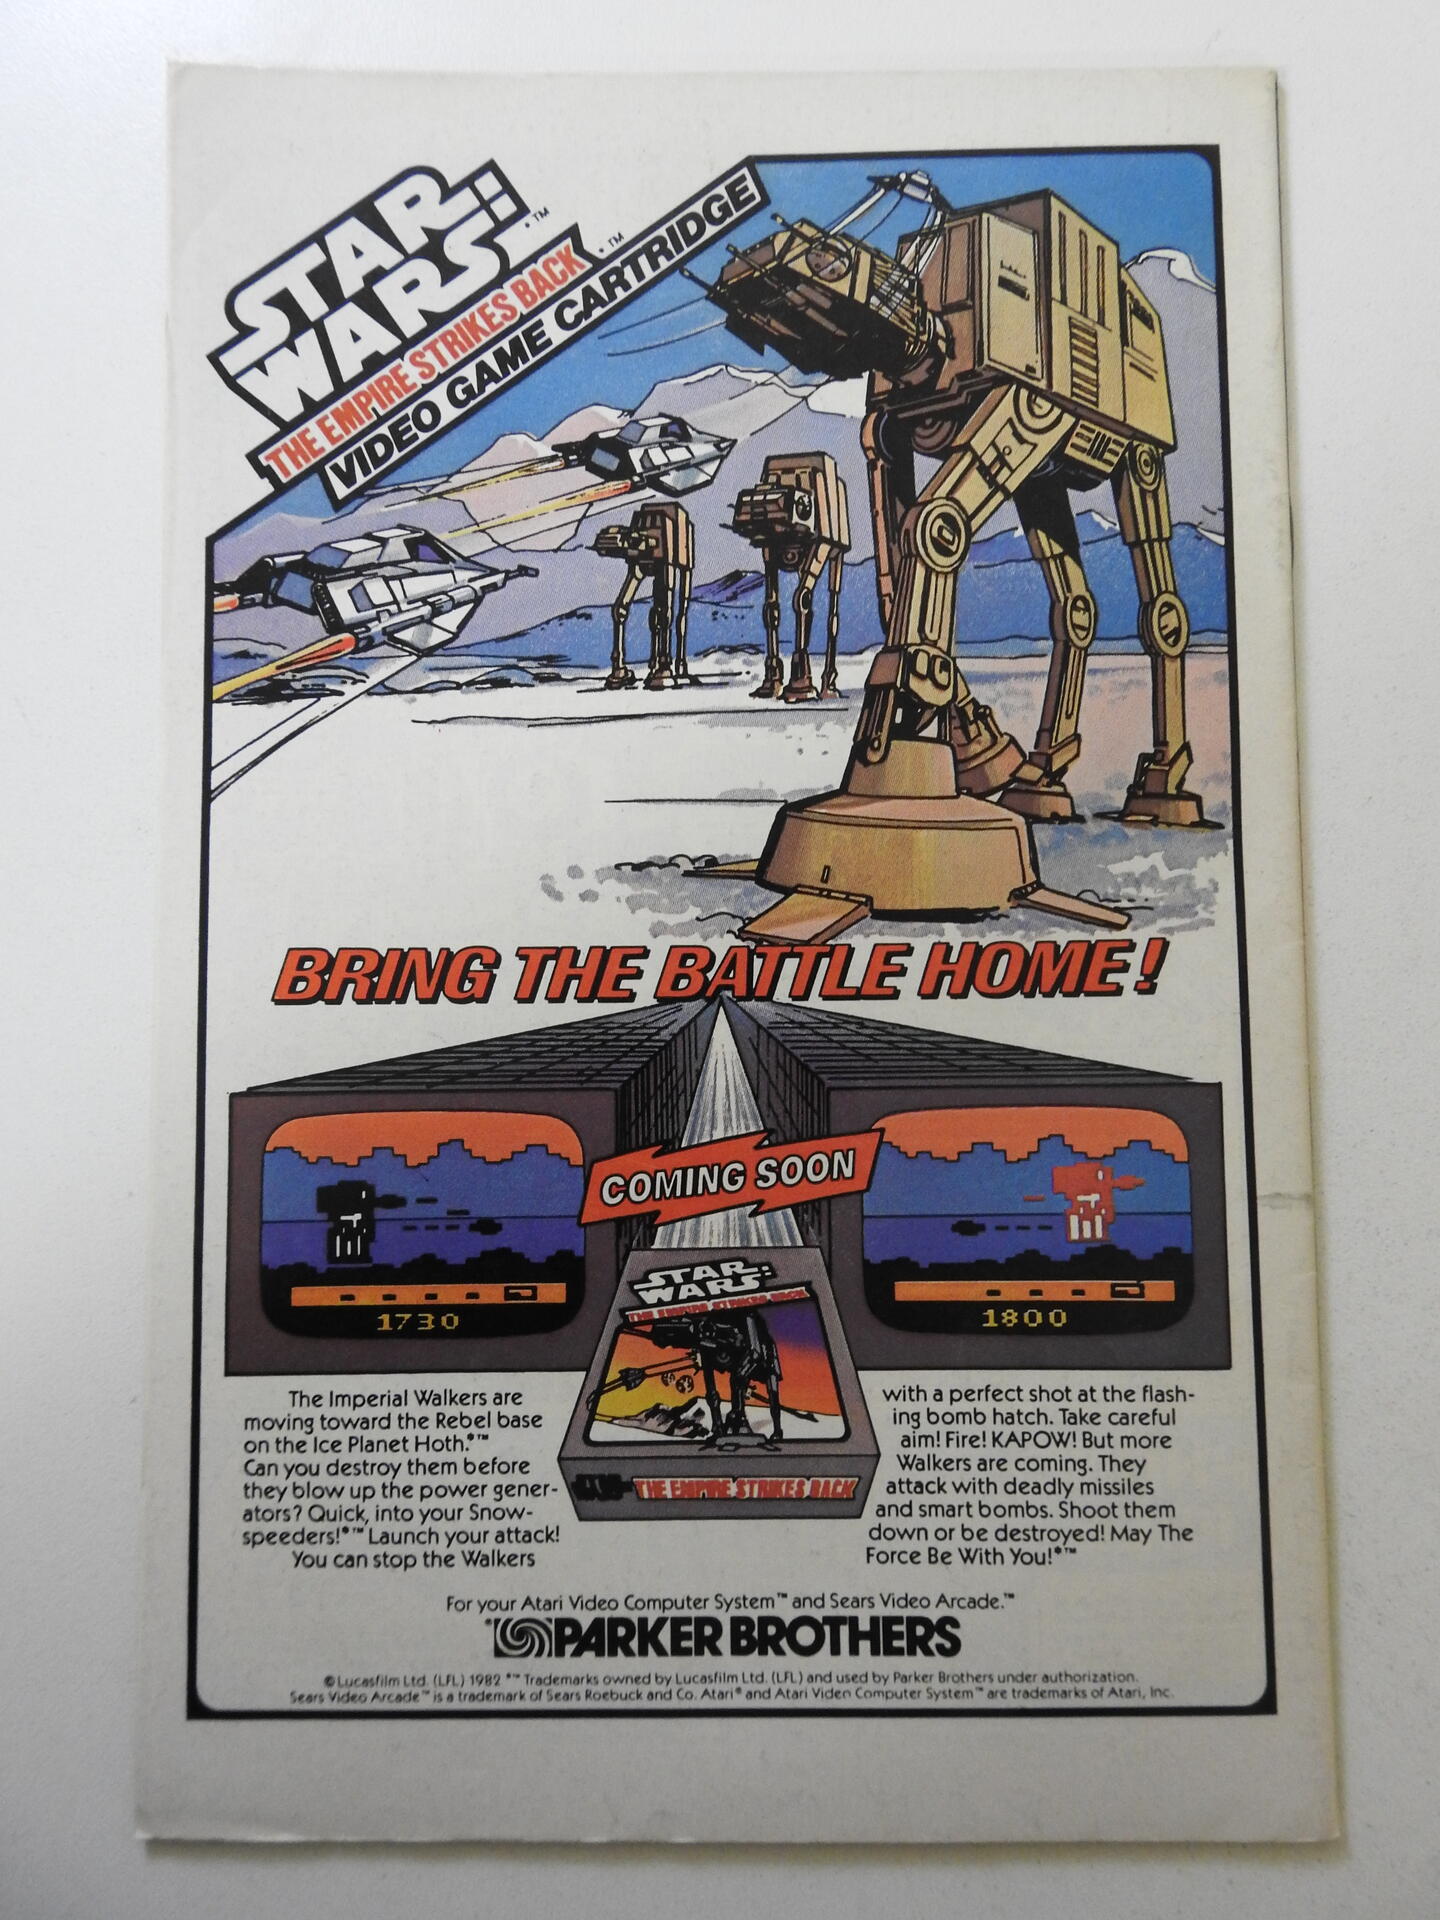 STAR
WARS:™
THE EMPIRE STRIKES BACK•™
VIDEO GAME CARTRIDGE
BRING THE BATTLE HOME!
COMING SOON
1730
1800
STAR
WARS:
THE EMPIRE STRIKES BACK
THE EMPIRE STRIKES BACK
The Imperial Walkers are
moving toward the Rebel base
on the Ice Planet Hoth.•™
Can you destroy them before
they blow up the power gener-
ators? Quick, into your Snow-
speeders!•™ Launch your attack!
You can stop the Walkers
with a perfect shot at the flash-
ing bomb hatch. Take careful
aim! Fire! KAPOW! But more
Walkers are coming. They
attack with deadly missiles
and smart bombs. Shoot them
down or be destroyed! May The
Force Be With You!•™
For your Atari Video Computer System™ and Sears Video Arcade.™
PARKER BROTHERS
© Lucasfilm Ltd. (LFL) 1982 •™ Trademarks owned by Lucasfilm Ltd. (LFL) and used by Parker Brothers under authorization.
Sears Video Arcade™ is a trademark of Sears Roebuck and Co. Atari® and Atari Video Computer System™ are trademarks of Atari, Inc.